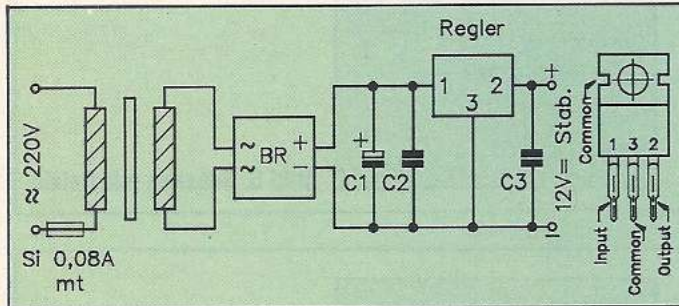 Regler
≈ 220V
Si 0,08A
mt
~
~
BR
+
−
+
C1
C2
1
2
3
C3
+
12V= Stab.
−
Common
1 3 2
Input
Common
Output